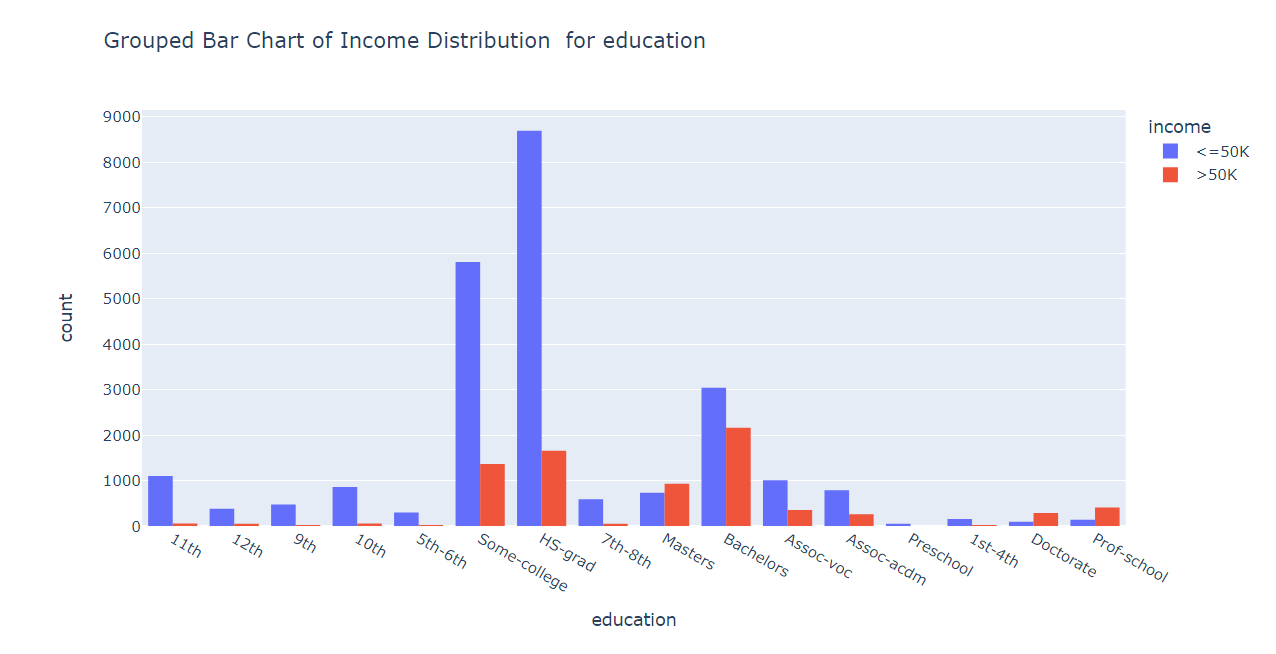 Grouped Bar Chart of Income Distribution  for education
income
<=50K
>50K
count
9000
8000
7000
6000
5000
4000
3000
2000
1000
0
11th
12th
9th
10th
5th-6th
Some-college
HS-grad
7th-8th
Masters
Bachelors
Assoc-voc
Assoc-acdm
Preschool
1st-4th
Doctorate
Prof-school
education